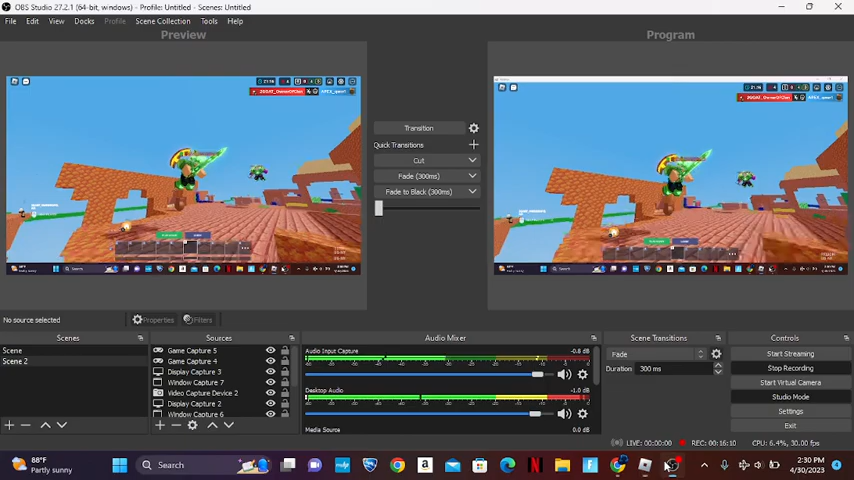 OBS Studio 27.2.1 (64-bit, windows) - Profile: Untitled - Scenes: Untitled
File Edit View Docks Profile Scene Collection Tools Help
Preview
Program
Transition
Quick Transitions
Cut
Fade (300ms)
Fade to Black (300ms)
No source selected
Properties
Filters
Scenes
Scene
Scene 2
Sources
Game Capture 5
Game Capture 4
Display Capture 3
Window Capture 7
Video Capture Device 2
Display Capture 2
Window Capture 6
Audio Mixer
Audio Input Capture
-0.8 dB
Desktop Audio
-1.0 dB
Media Source
0.0 dB
Scene Transitions
Fade
Duration 300 ms
Controls
Start Streaming
Stop Recording
Start Virtual Camera
Studio Mode
Settings
Exit
LIVE: 00:00:00
REC: 00:16:10
CPU: 6.4%, 30.00 fps
88°F
Partly sunny
Search
2:30 PM
4/30/2023